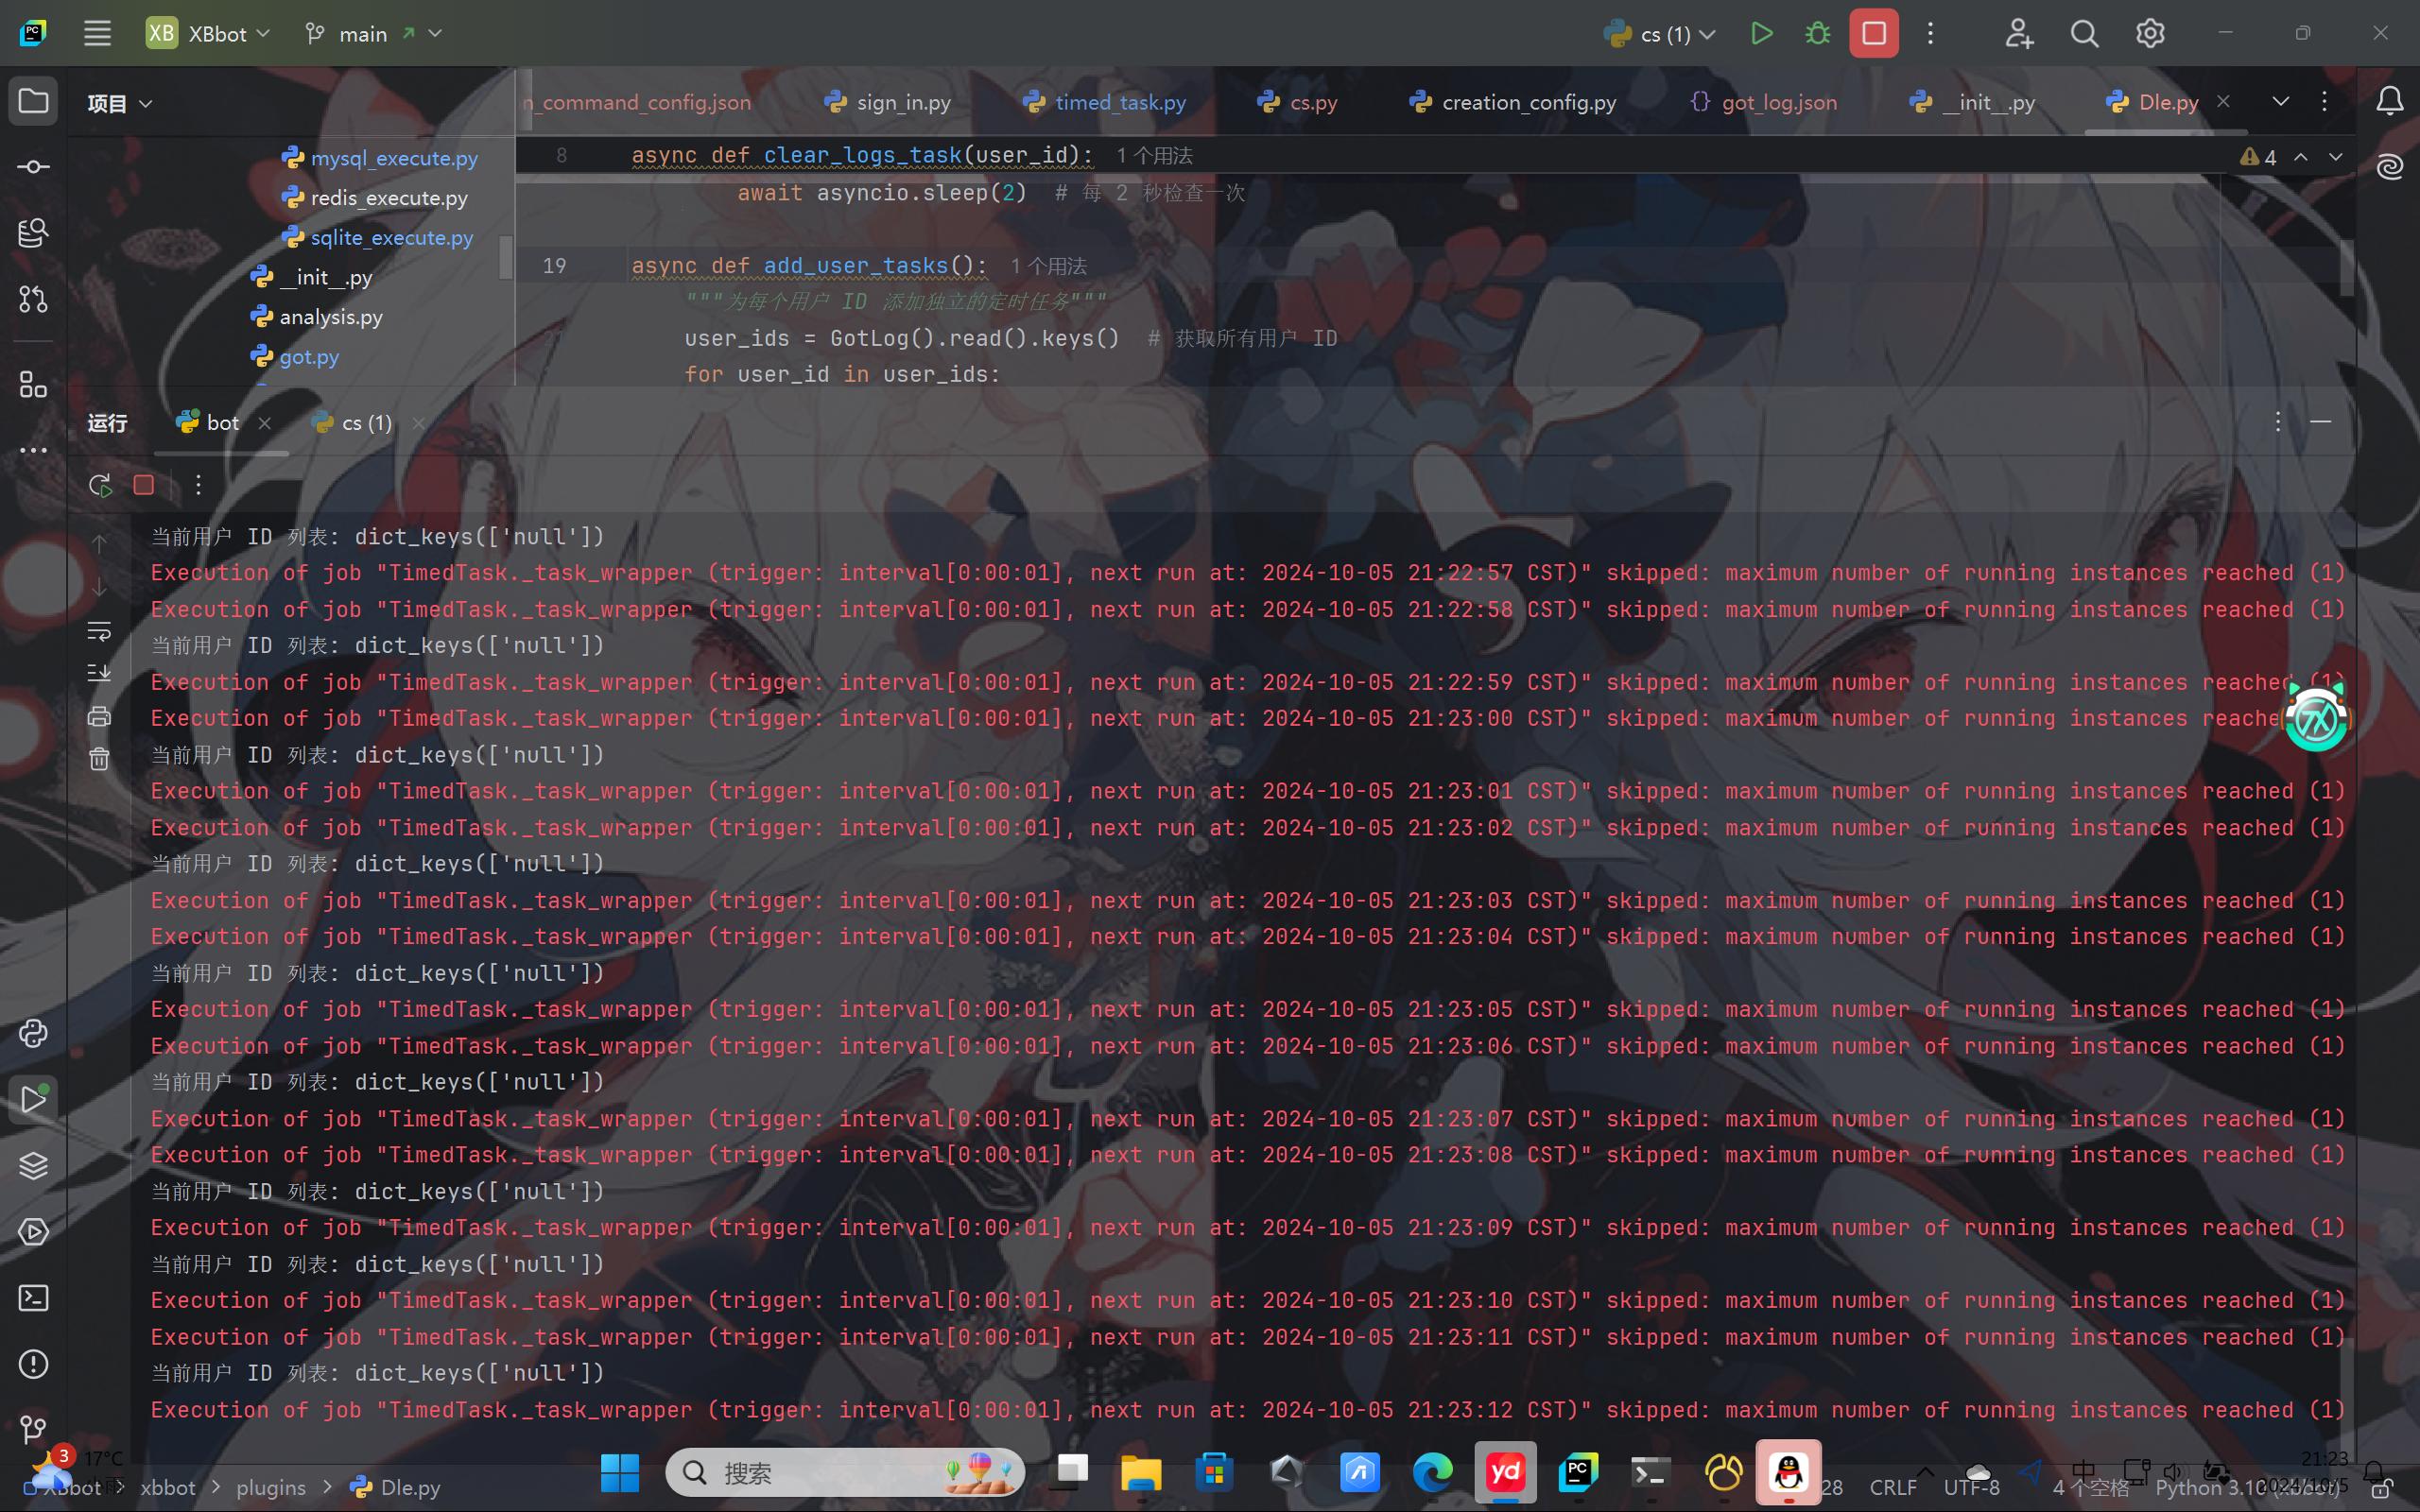 PC XB XBbot main cs (1)
项目 n_command_config.json sign_in.py timed_task.py cs.py creation_config.py got_log.json __init__.py Dle.py
8 async def clear_logs_task(user_id): 1 个用法 4
mysql_execute.py
await asyncio.sleep(2) # 每 2 秒检查一次
redis_execute.py
sqlite_execute.py
19 async def add_user_tasks(): 1 个用法
__init__.py
"""为每个用户 ID 添加独立的定时任务"""
analysis.py
user_ids = GotLog().read().keys() # 获取所有用户 ID
got.py
for user_id in user_ids:
运行 bot cs (1)
当前用户 ID 列表: dict_keys(['null'])
Execution of job "TimedTask._task_wrapper (trigger: interval[0:00:01], next run at: 2024-10-05 21:22:57 CST)" skipped: maximum number of running instances reached (1)
Execution of job "TimedTask._task_wrapper (trigger: interval[0:00:01], next run at: 2024-10-05 21:22:58 CST)" skipped: maximum number of running instances reached (1)
当前用户 ID 列表: dict_keys(['null'])
Execution of job "TimedTask._task_wrapper (trigger: interval[0:00:01], next run at: 2024-10-05 21:22:59 CST)" skipped: maximum number of running instances reached (1)
Execution of job "TimedTask._task_wrapper (trigger: interval[0:00:01], next run at: 2024-10-05 21:23:00 CST)" skipped: maximum number of running instances reache
当前用户 ID 列表: dict_keys(['null'])
Execution of job "TimedTask._task_wrapper (trigger: interval[0:00:01], next run at: 2024-10-05 21:23:01 CST)" skipped: maximum number of running instances reached (1)
Execution of job "TimedTask._task_wrapper (trigger: interval[0:00:01], next run at: 2024-10-05 21:23:02 CST)" skipped: maximum number of running instances reached (1)
当前用户 ID 列表: dict_keys(['null'])
Execution of job "TimedTask._task_wrapper (trigger: interval[0:00:01], next run at: 2024-10-05 21:23:03 CST)" skipped: maximum number of running instances reached (1)
Execution of job "TimedTask._task_wrapper (trigger: interval[0:00:01], next run at: 2024-10-05 21:23:04 CST)" skipped: maximum number of running instances reached (1)
当前用户 ID 列表: dict_keys(['null'])
Execution of job "TimedTask._task_wrapper (trigger: interval[0:00:01], next run at: 2024-10-05 21:23:05 CST)" skipped: maximum number of running instances reached (1)
Execution of job "TimedTask._task_wrapper (trigger: interval[0:00:01], next run at: 2024-10-05 21:23:06 CST)" skipped: maximum number of running instances reached (1)
当前用户 ID 列表: dict_keys(['null'])
Execution of job "TimedTask._task_wrapper (trigger: interval[0:00:01], next run at: 2024-10-05 21:23:07 CST)" skipped: maximum number of running instances reached (1)
Execution of job "TimedTask._task_wrapper (trigger: interval[0:00:01], next run at: 2024-10-05 21:23:08 CST)" skipped: maximum number of running instances reached (1)
当前用户 ID 列表: dict_keys(['null'])
Execution of job "TimedTask._task_wrapper (trigger: interval[0:00:01], next run at: 2024-10-05 21:23:09 CST)" skipped: maximum number of running instances reached (1)
当前用户 ID 列表: dict_keys(['null'])
Execution of job "TimedTask._task_wrapper (trigger: interval[0:00:01], next run at: 2024-10-05 21:23:10 CST)" skipped: maximum number of running instances reached (1)
Execution of job "TimedTask._task_wrapper (trigger: interval[0:00:01], next run at: 2024-10-05 21:23:11 CST)" skipped: maximum number of running instances reached (1)
当前用户 ID 列表: dict_keys(['null'])
Execution of job "TimedTask._task_wrapper (trigger: interval[0:00:01], next run at: 2024-10-05 21:23:12 CST)" skipped: maximum number of running instances reached (1)
3 17°C 21:23
搜索 yd PC 中
xbbot plugins Dle.py 28 CRLF UTF-8 4 个空格 2024/10/5